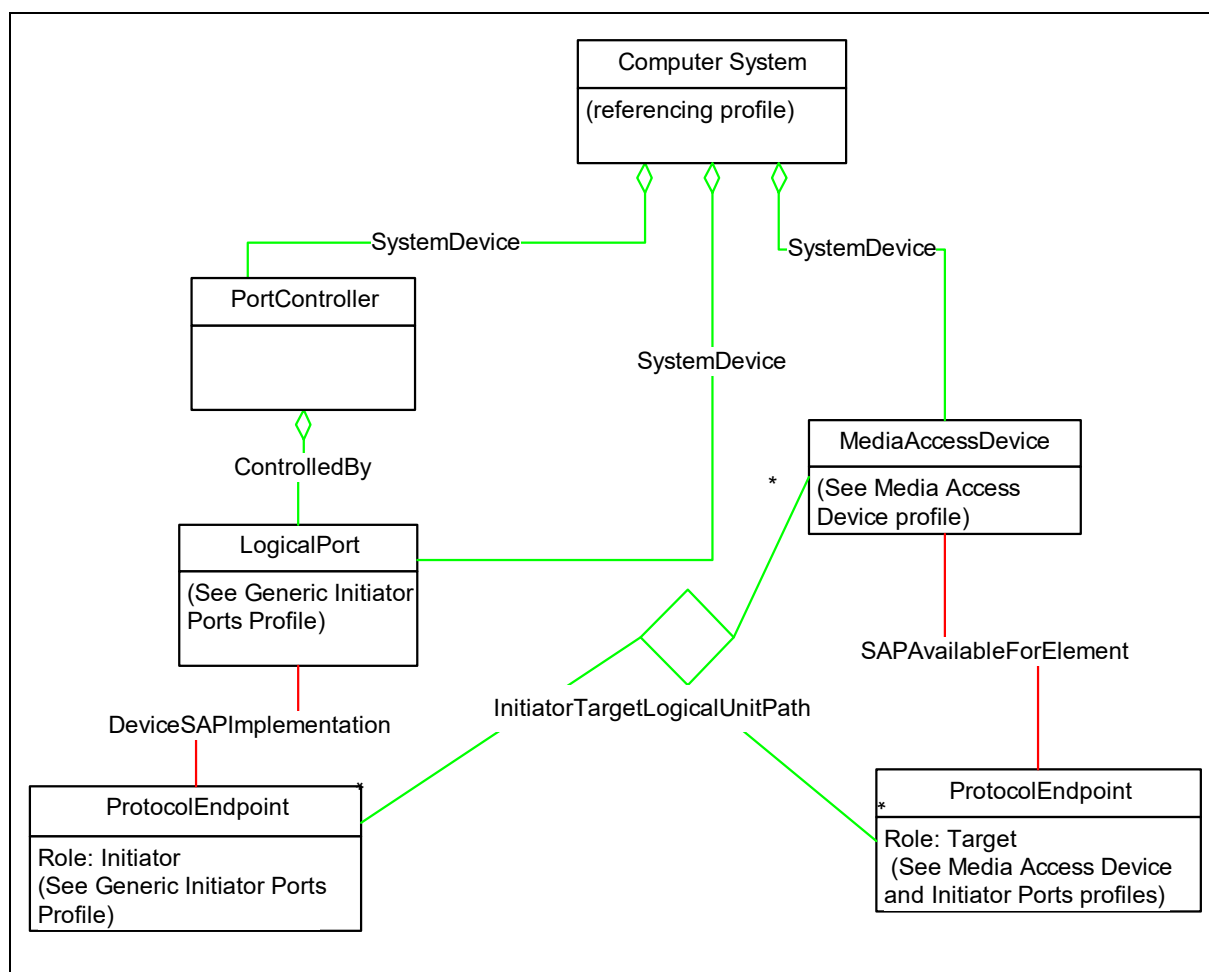 Computer System
(referencing profile)
SystemDevice
SystemDevice
PortController
SystemDevice
ControlledBy
MediaAccessDevice
*
(See Media Access
Device profile)
LogicalPort
(See Generic Initiator
Ports Profile)
SAPAvailableForElement
InitiatorTargetLogicalUnitPath
DeviceSAPImplementation
ProtocolEndpoint
*
Role: Initiator
(See Generic Initiator Ports
Profile)
ProtocolEndpoint
*
Role: Target
(See Media Access Device
and Initiator Ports profiles)